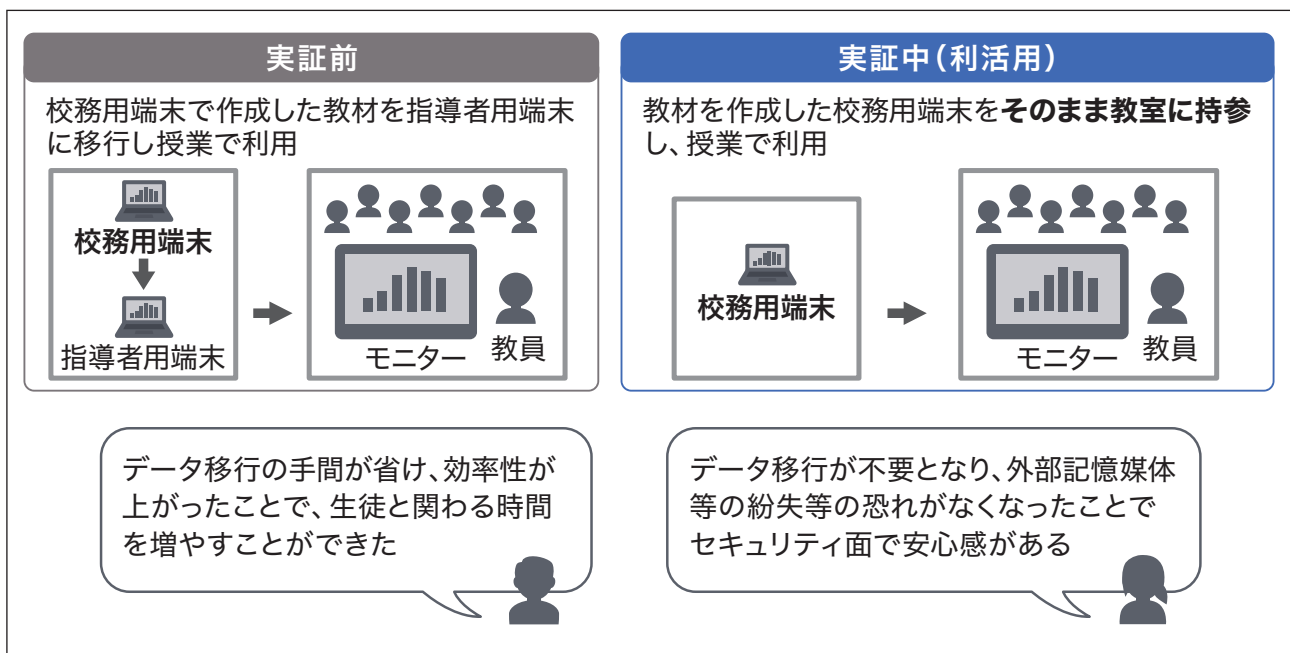 実証前
校務用端末で作成した教材を指導者用端末
に移行し授業で利用
校務用端末
指導者用端末
モニター
教員
実証中(利活用)
教材を作成した校務用端末をそのまま教室に持参
し、授業で利用
校務用端末
モニター
教員
データ移行の手間が省け、効率性が
上がったことで、生徒と関わる時間
を増やすことができた
データ移行が不要となり、外部記憶媒体
等の紛失等の恐れがなくなったことで
セキュリティ面で安心感がある